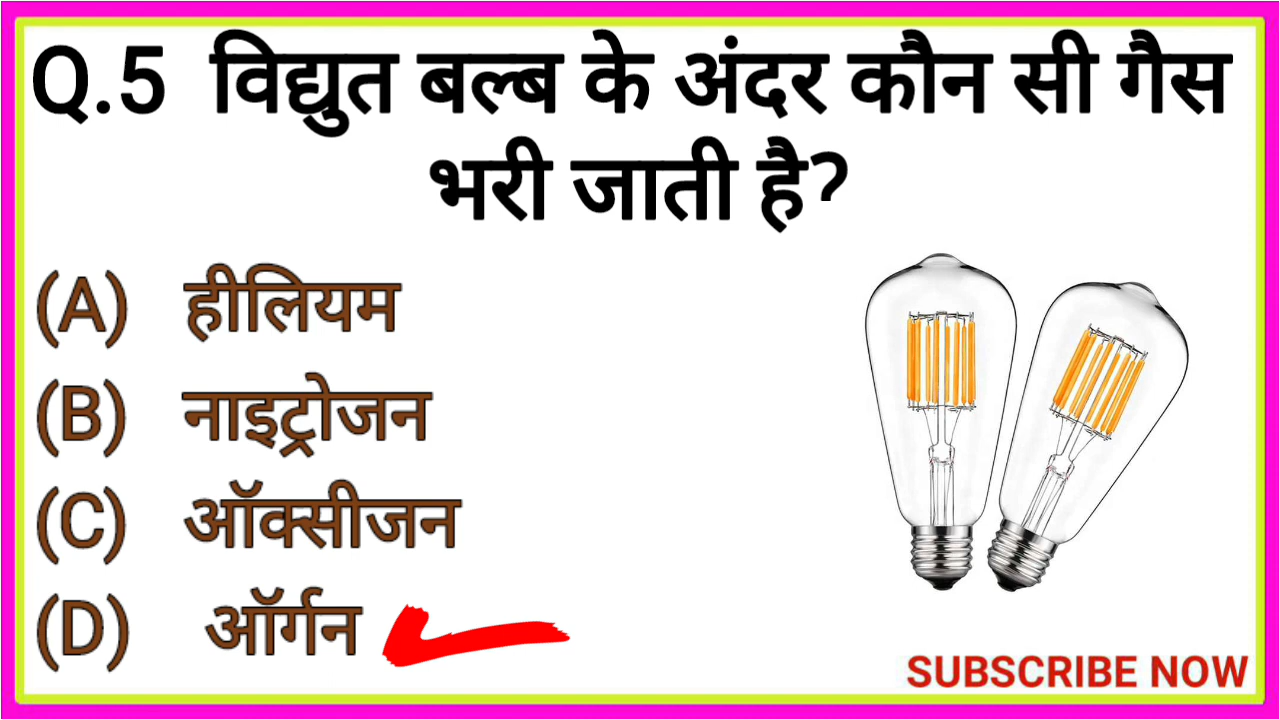 Q.5 विद्युत बल्ब के अंदर कौन सी गैस
भरी जाती है?
(A) हीलियम
(B) नाइट्रोजन
(C) ऑक्सीजन
(D) ऑर्गन
SUBSCRIBE NOW